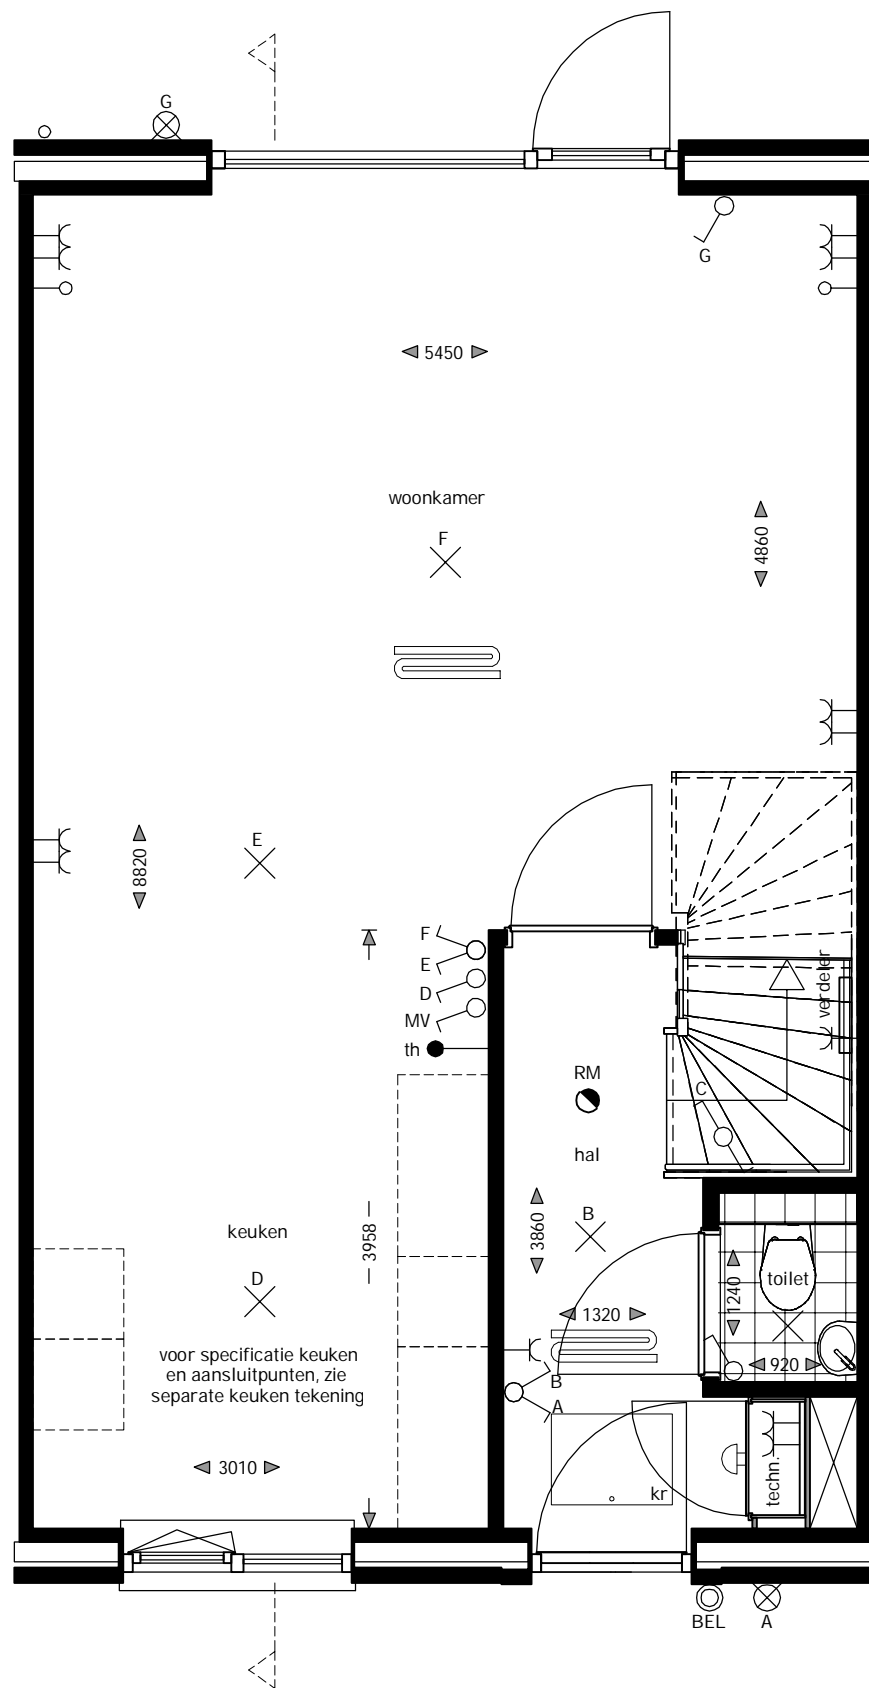 G
G
5450
woonkamer
F
4860
E
8820
F
E
D
MV
th
verdeler
RM
C
hal
keuken
3958
3860
B
D
1240
toilet
1320
920
voor specificatie keuken
en aansluitpunten, zie
separate keuken tekening
B
A
3010
kr
techn.
BEL
A